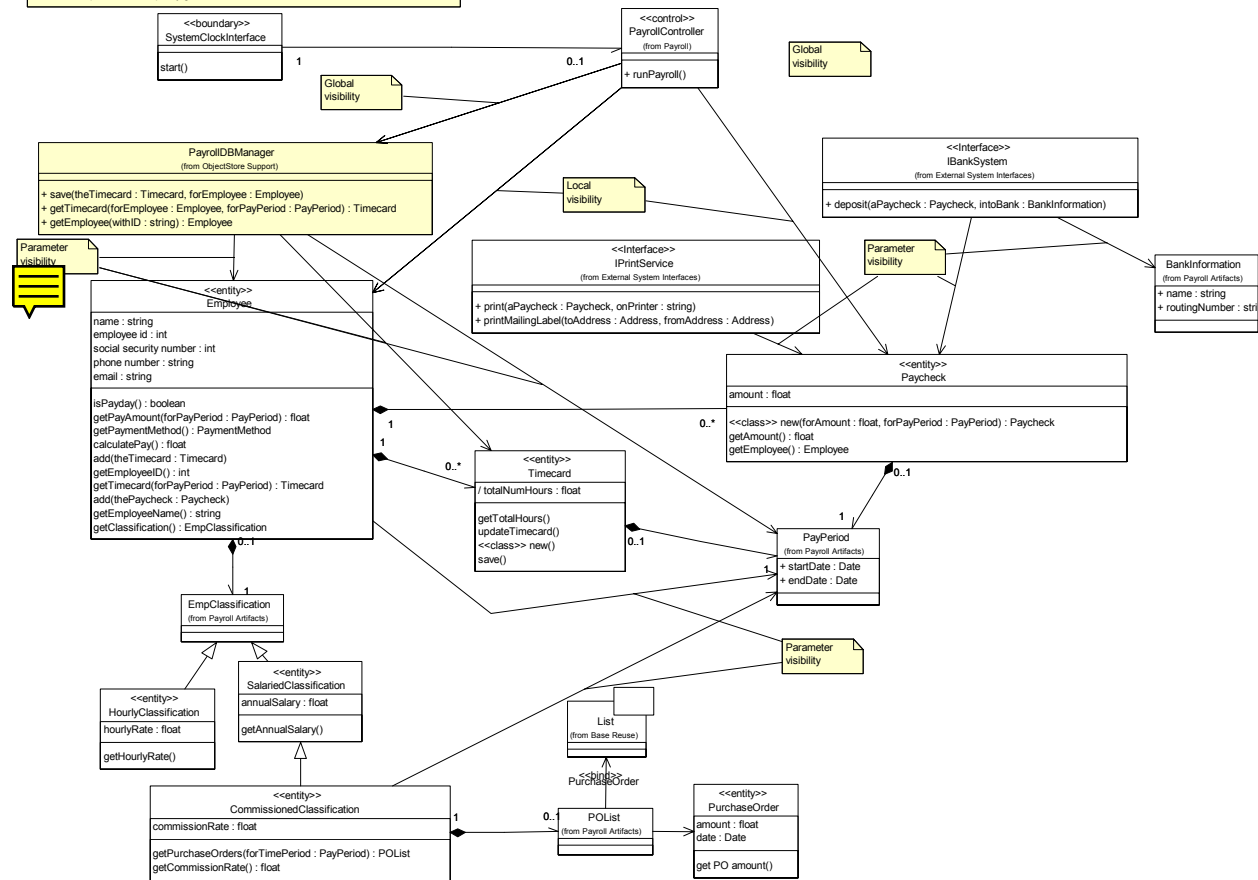 <<boundary>>
SystemClockInterface
start()
1
0..1
<<control>>
PayrollController
(from Payroll)
+ runPayroll()
Global
visibility
Global
visibility
PayrollDBManager
(from ObjectStore Support)
+ save(theTimecard : Timecard, forEmployee : Employee)
+ getTimecard(forEmployee : Employee, forPayPeriod : PayPeriod) : Timecard
+ getEmployee(withID : string) : Employee
Local
visibility
<<Interface>>
IBankSystem
(from External System Interfaces)
+ deposit(aPaycheck : Paycheck, intoBank : BankInformation)
Parameter
visibility
<<Interface>>
IPrintService
(from External System Interfaces)
+ print(aPaycheck : Paycheck, onPrinter : string)
+ printMailingLabel(toAddress : Address, fromAddress : Address)
Parameter
visibility
BankInformation
(from Payroll Artifacts)
+ name : string
+ routingNumber : stri
<<entity>>
Employee
name : string
employee id : int
social security number : int
phone number : string
email : string
isPayday() : boolean
getPayAmount(forPayPeriod : PayPeriod) : float
getPaymentMethod() : PaymentMethod
calculatePay() : float
add(theTimecard : Timecard)
getEmployeeID() : int
getTimecard(forPayPeriod : PayPeriod) : Timecard
add(thePaycheck : Paycheck)
getEmployeeName() : string
getClassification() : EmpClassification
<<entity>>
Paycheck
amount : float
<<class>> new(forAmount : float, forPayPeriod : PayPeriod) : Paycheck
getAmount() : float
getEmployee() : Employee
1
0..*
1
0..*
<<entity>>
Timecard
/ totalNumHours : float
getTotalHours()
updateTimecard()
<<class>> new()
save()
0..1
1
0..1
1
PayPeriod
(from Payroll Artifacts)
+ startDate : Date
+ endDate : Date
0..1
1
EmpClassification
(from Payroll Artifacts)
Parameter
visibility
<<entity>>
HourlyClassification
hourlyRate : float
getHourlyRate()
<<entity>>
SalariedClassification
annualSalary : float
getAnnualSalary()
List
(from Base Reuse)
<<bind>>
PurchaseOrder
<<entity>>
CommissionedClassification
commissionRate : float
getPurchaseOrders(forTimePeriod : PayPeriod) : POList
getCommissionRate() : float
1
0..1
POList
(from Payroll Artifacts)
<<entity>>
PurchaseOrder
amount : float
date : Date
get PO amount()